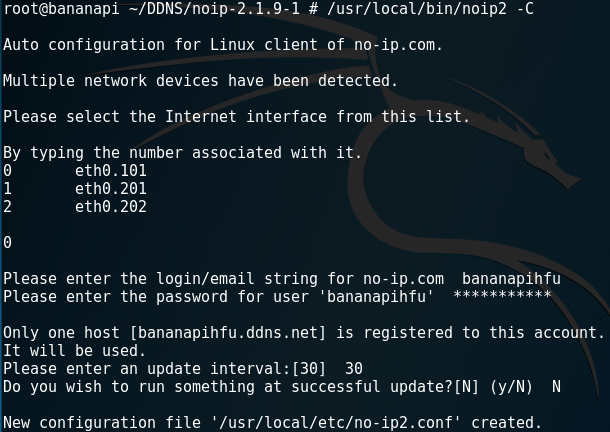 root@bananapi ~/DDNS/noip-2.1.9-1 # /usr/local/bin/noip2 -C
Auto configuration for Linux client of no-ip.com.
Multiple network devices have been detected.
Please select the Internet interface from this list.
By typing the number associated with it.
0 eth0.101
1 eth0.201
2 eth0.202
0
Please enter the login/email string for no-ip.com bananapihfu
Please enter the password for user 'bananapihfu' ***********
Only one host [bananapihfu.ddns.net] is registered to this account.
It will be used.
Please enter an update interval:[30] 30
Do you wish to run something at successful update?[N] (y/N) N
New configuration file '/usr/local/etc/no-ip2.conf' created.